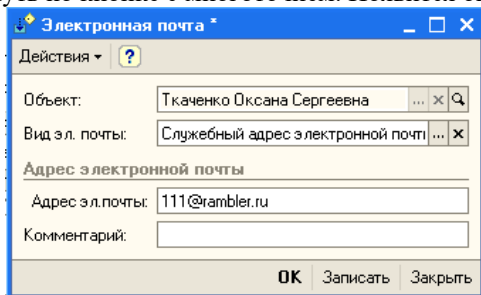 Электронная почта *
Действия
Объект: Ткаченко Оксана Сергеевна ...
Вид эл. почты: Служебный адрес электронной почты ...
Адрес электронной почты
Адрес эл.почты: 111@rambler.ru
Комментарий:
OK Записать Закрыть